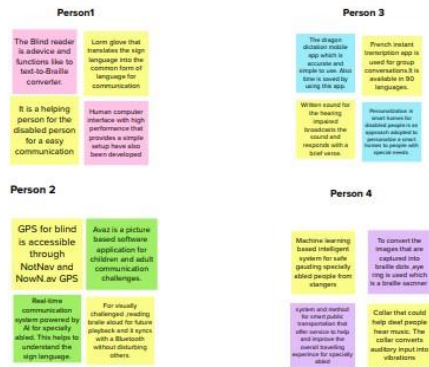 Person1
The Blind reader
is adevice and
functions like to
text-to-Braille
converter.
Lorm glove that
translates the sign
language into the
common form of
language for
communication
It is a helping
person for the
disabled person
for a easy
communication
Human computer
interface with high
performance that
provides a simple
setup have also
been developed
Person 3
The dragon
dictation mobile
app which is
accurate and
simple to use. Also
time is saved by
using this app.
French instant
transcription app is
used for group
conversations.It is
available in 90
languages.
Written sound for
the hearing
impaired
broadcasts the
sound and
responds with a
brief verse.
Personalization is
smart homes for
disabled people is an
approach adopted to
personalize a smart
homes to people with
special needs.
Person 2
GPS for blind
is accessible
through
NotNav and
NowN.av GPS
Avaz is a picture
based software
application for
children and adult
communication
challenges.
Real-time
communication
system powered by
AI for specially
abled. This helps to
understand the
sign language.
For visually
challenged ,reading
braile aloud for future
playback and it syncs
with a Bluetooth
without disturbing
others.
Person 4
Machine learning
based intelligent
system for safe
gauding specially
abled people from
stangers
To convert the
images that are
captured into
braille dots ,eye
ring is used which
is a braille sacnner
system and method
for smart public
transportation that
offer service to help
and improve the
overall travelling
experince for specially
abled
Collar that could
help deaf people
hear music. The
collar converts
auditory input into
vibrations